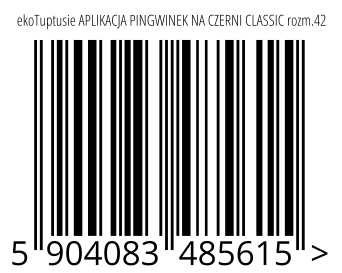 ekoTuptusie APLIKACJA PINGWINEK NA CZERNI CLASSIC rozm.42
5 904083 485615 >